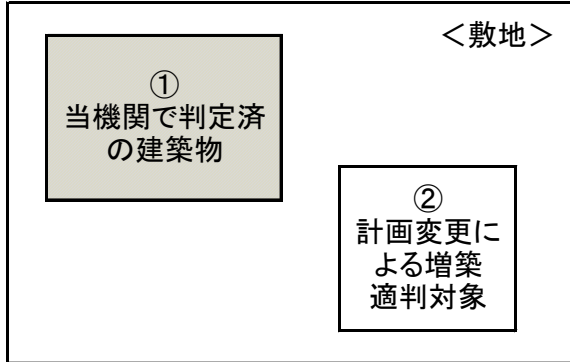 ＜敷地＞
①
当機関で判定済
の建築物
②
計画変更に
よる増築
適判対象